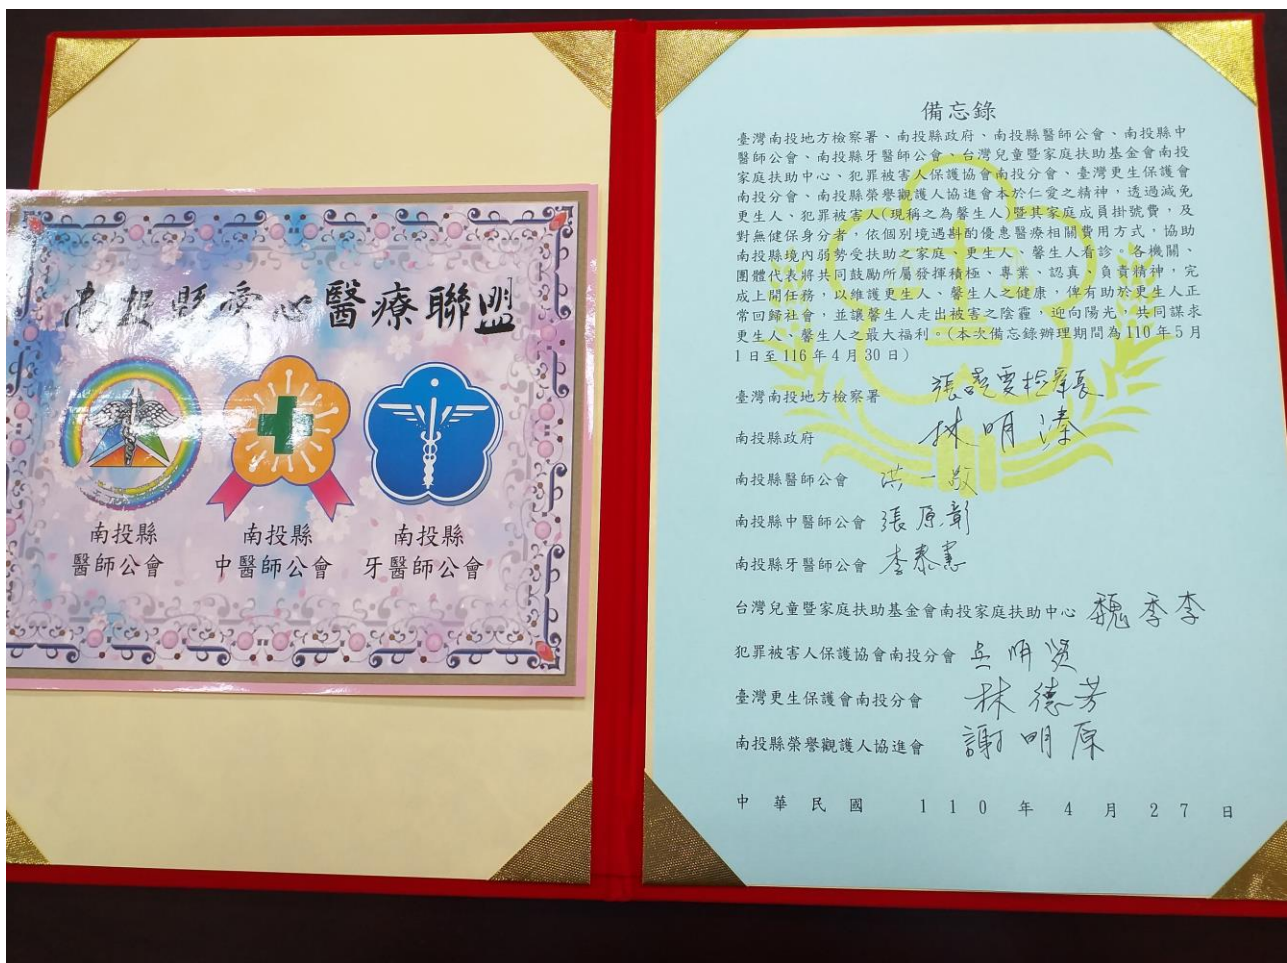 南投縣愛心醫療聯盟
南投縣
醫師公會
南投縣
中醫師公會
南投縣
牙醫師公會
備忘錄
臺灣南投地方檢察署、南投縣政府、南投縣醫師公會、南投縣中
醫師公會、南投縣牙醫師公會、台灣兒童暨家庭扶助基金會南投
家庭扶助中心、犯罪被害人保護協會南投分會、臺灣更生保護會
南投分會、南投縣榮譽觀護人協進會本於仁愛之精神，透過減免
更生人、犯罪被害人(現稱之為馨生人)暨其家庭成員掛號費，及
對無健保身分者，依個別境遇斟酌優惠醫療相關費用方式，協助
南投縣境內弱勢受扶助之家庭、更生人、馨生人看診。各機關、
團體代表將共同鼓勵所屬發揮積極、專業、認真、負責精神，完
成上開任務，以維護更生人、馨生人之健康，俾有助於更生人正
常回歸社會，並讓馨生人走出被害之陰霾，迎向陽光，共同謀求
更生人、馨生人之最大福利。(本次備忘錄辦理期間為110年5月
1日至116年4月30日)
臺灣南投地方檢察署 張曉雯檢察長
南投縣政府 林明溱
南投縣醫師公會 洪一敬
南投縣中醫師公會 張原彰
南投縣牙醫師公會 李泰憲
台灣兒童暨家庭扶助基金會南投家庭扶助中心 魏季李
犯罪被害人保護協會南投分會 吳明賢
臺灣更生保護會南投分會 林德芳
南投縣榮譽觀護人協進會 謝明原
中華民國 110年4月27日